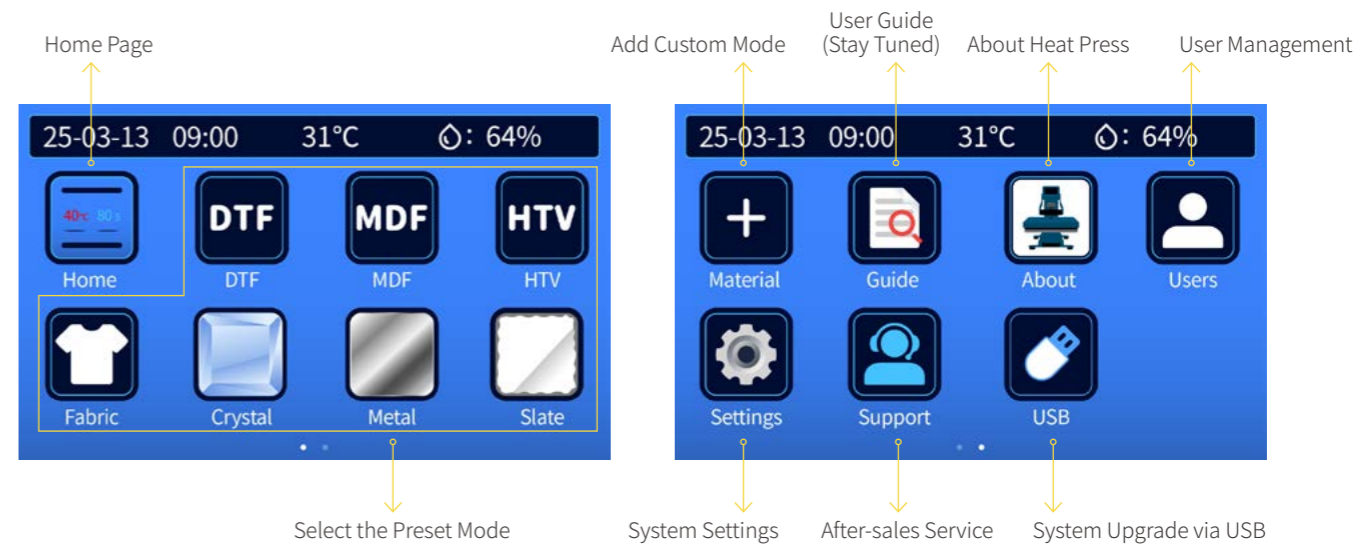 User Guide
Home Page Add Custom Mode (Stay Tuned) About Heat Press User Management
25-03-13 09:00 31°C : 64%
40°C 80 s
DTF MDF HTV
Home DTF MDF HTV
Fabric Crystal Metal Slate
25-03-13 09:00 31°C : 64%
Material Guide About Users
Settings Support USB
Select the Preset Mode System Settings After-sales Service System Upgrade via USB